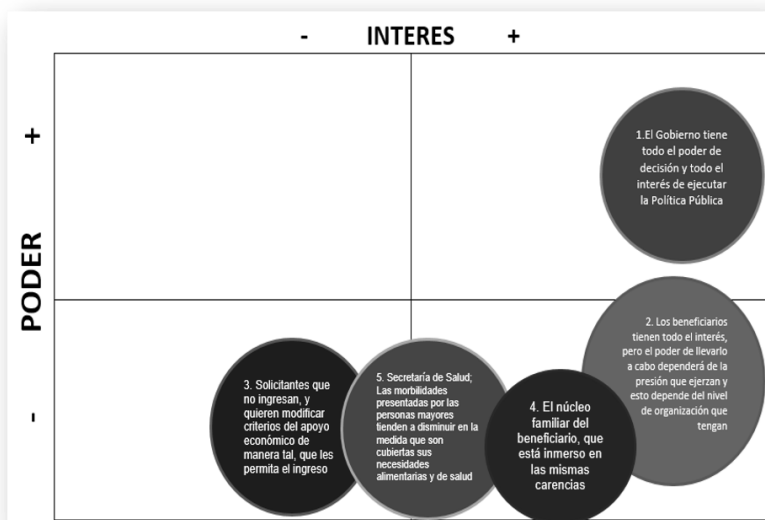 - INTERES +
+
PODER
-
1.El Gobierno tiene
todo el poder de
decisión y todo el
interés de ejecutar
la Política Pública
2. Los beneficiarios
tienen todo el interés,
pero el poder de llevarlo
a cabo dependerá de la
presión que ejerzan y
esto depende del nivel
de organización que
tengan
3. Solicitantes que
no ingresan, y
quieren modificar
criterios del apoyo
económico de
manera tal, que les
permita el ingreso
5. Secretaría de Salud;
Las morbilidades
presentadas por las
personas mayores
tienden a disminuir en la
medida que son
cubiertas sus
necesidades
alimentarias y de salud
4. El núcleo
familiar del
beneficiario, que
está inmerso en
las mismas
carencias